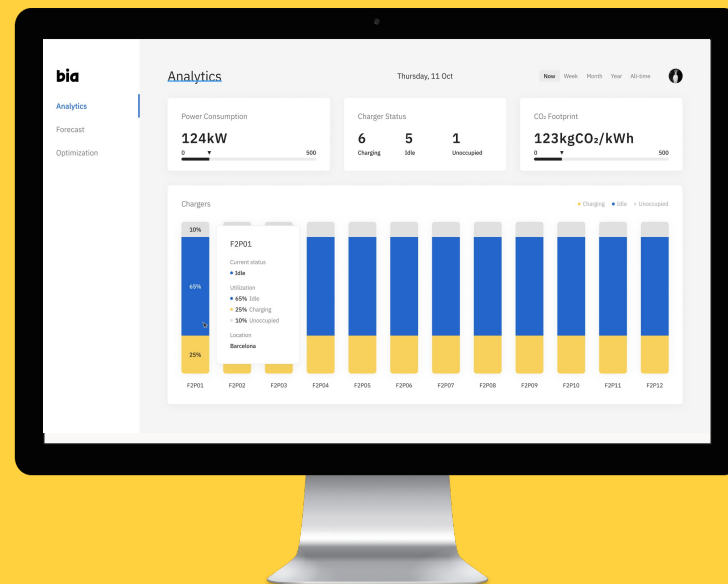 bia
Analytics
Forecast
Optimization
Analytics
Thursday, 11 Oct
Now Week Month Year All-time
Power Consumption
124kW
0 500
Charger Status
6 5 1
Charging Idle Unoccupied
CO₂ Footprint
123kgCO₂/kWh
0 500
Chargers
Charging Idle Unoccupied
10%
65%
25%
F2P01
Current status
Idle
Utilization
65% Idle
25% Charging
10% Unoccupied
Location
Barcelona
F2P01 F2P02 F2P03 F2P04 F2P05 F2P06 F2P07 F2P08 F2P09 F2P10 F2P11 F2P12